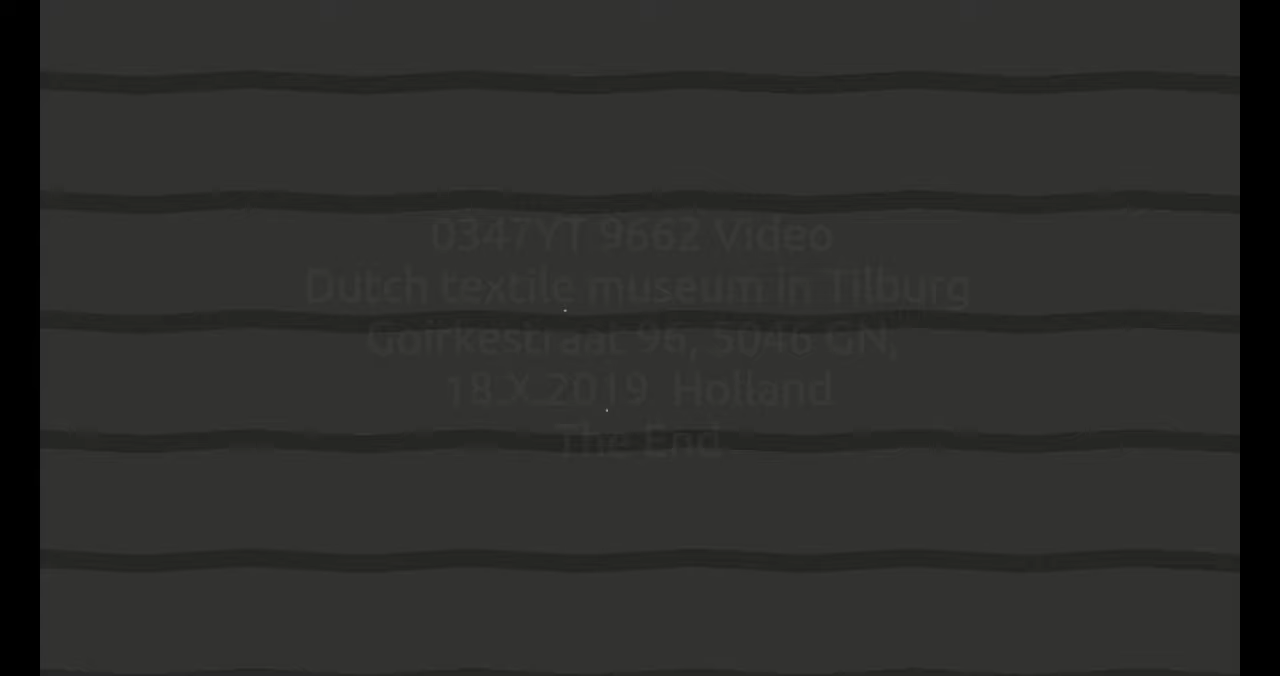 0347YT 9662 Video
Dutch textile museum in Tilburg
Goirkestraat 96, 5046 GN,
18.X.2019 Holland
The End